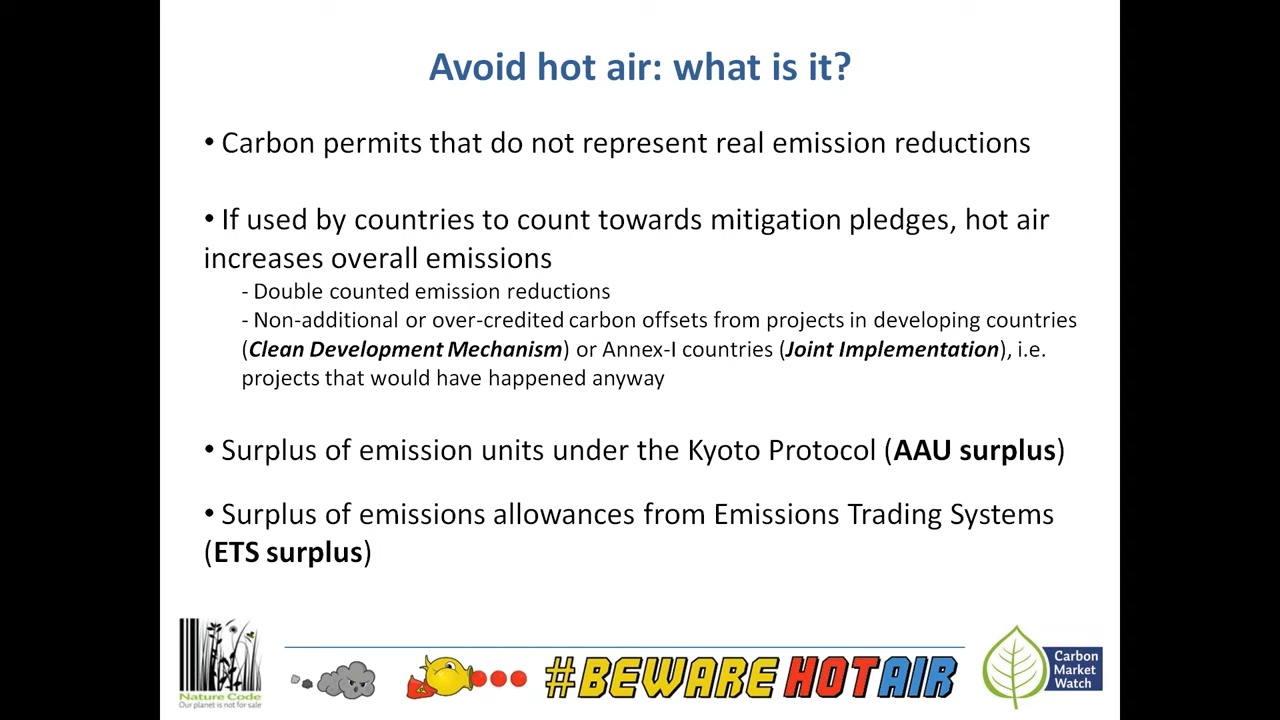 Avoid hot air: what is it?
• Carbon permits that do not represent real emission reductions
• If used by countries to count towards mitigation pledges, hot air
increases overall emissions
- Double counted emission reductions
- Non-additional or over-credited carbon offsets from projects in developing countries
(Clean Development Mechanism) or Annex-I countries (Joint Implementation), i.e.
projects that would have happened anyway
• Surplus of emission units under the Kyoto Protocol (AAU surplus)
• Surplus of emissions allowances from Emissions Trading Systems
(ETS surplus)
Nature Code
Our planet is not for sale
#BEWARE HOT AIR
Carbon
Market
Watch